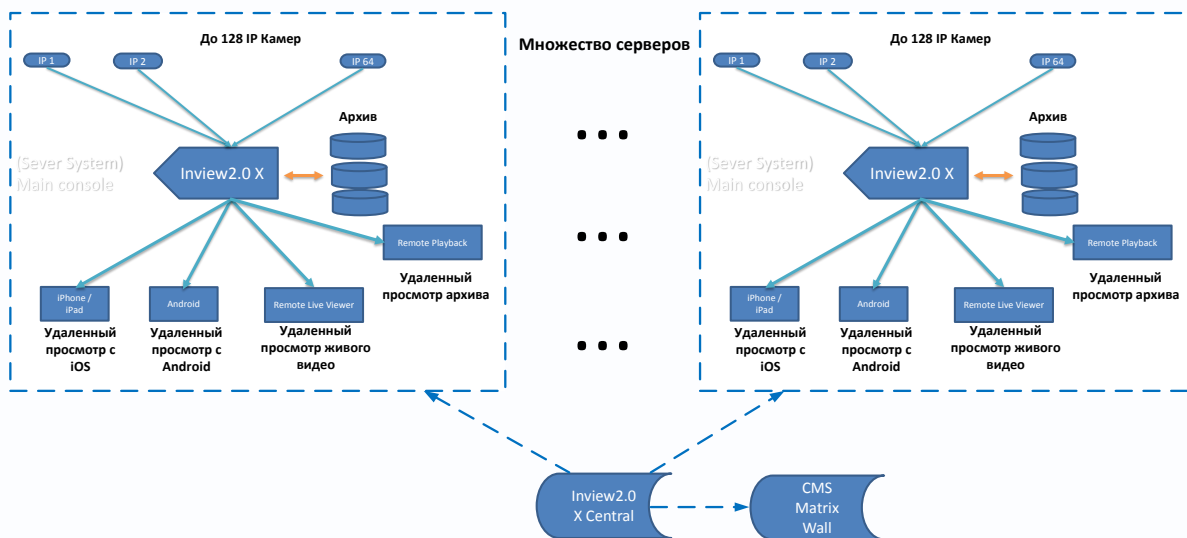 До 128 IP Камер
IP 1
IP 2
IP 64
Архив
(Sever System)
Main console
Inview2.0 X
Remote Playback
Удаленный
просмотр архива
iPhone /
iPad
Android
Remote Live Viewer
Удаленный
просмотр с
iOS
Удаленный
просмотр с
Android
Удаленный
просмотр живого
видео
Множество серверов
До 128 IP Камер
IP 1
IP 2
IP 64
Архив
(Sever System)
Main console
Inview2.0 X
Remote Playback
Удаленный
просмотр архива
iPhone /
iPad
Android
Remote Live Viewer
Удаленный
просмотр с
iOS
Удаленный
просмотр с
Android
Удаленный
просмотр живого
видео
Inview2.0
X Central
CMS
Matrix
Wall